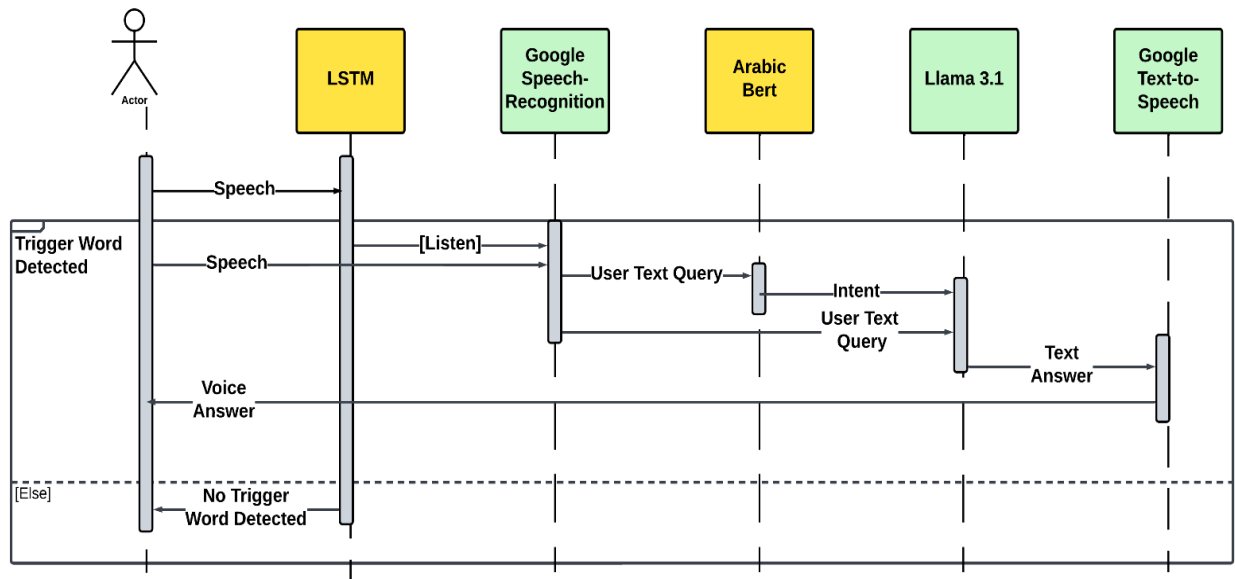 Actor
LSTM
Google
Speech-
Recognition
Arabic
Bert
Llama 3.1
Google
Text-to-
Speech
Speech
Trigger Word
Detected
[Listen]
Speech
User Text Query
Intent
User Text
Query
Text
Answer
Voice
Answer
[Else]
No Trigger
Word Detected